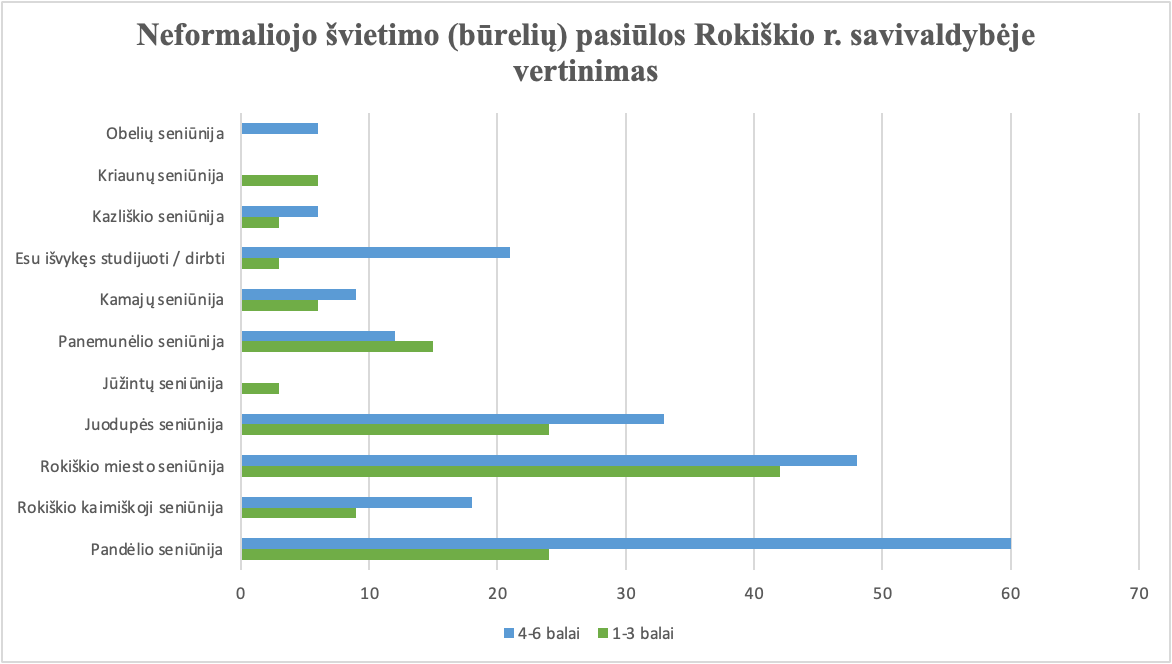 Neformaliojo švietimo (būrelių) pasiūlos Rokiškio r. savivaldybėje
vertinimas
Obelių seniūnija
Kriaunų seniūnija
Kazliškio seniūnija
Esu išvykęs studijuoti / dirbti
Kamajų seniūnija
Panemunėlio seniūnija
Jūžintų seniūnija
Juodupės seniūnija
Rokiškio miesto seniūnija
Rokiškio kaimiškoji seniūnija
Pandėlio seniūnija
0 10 20 30 40 50 60 70
4-6 balai 1-3 balai